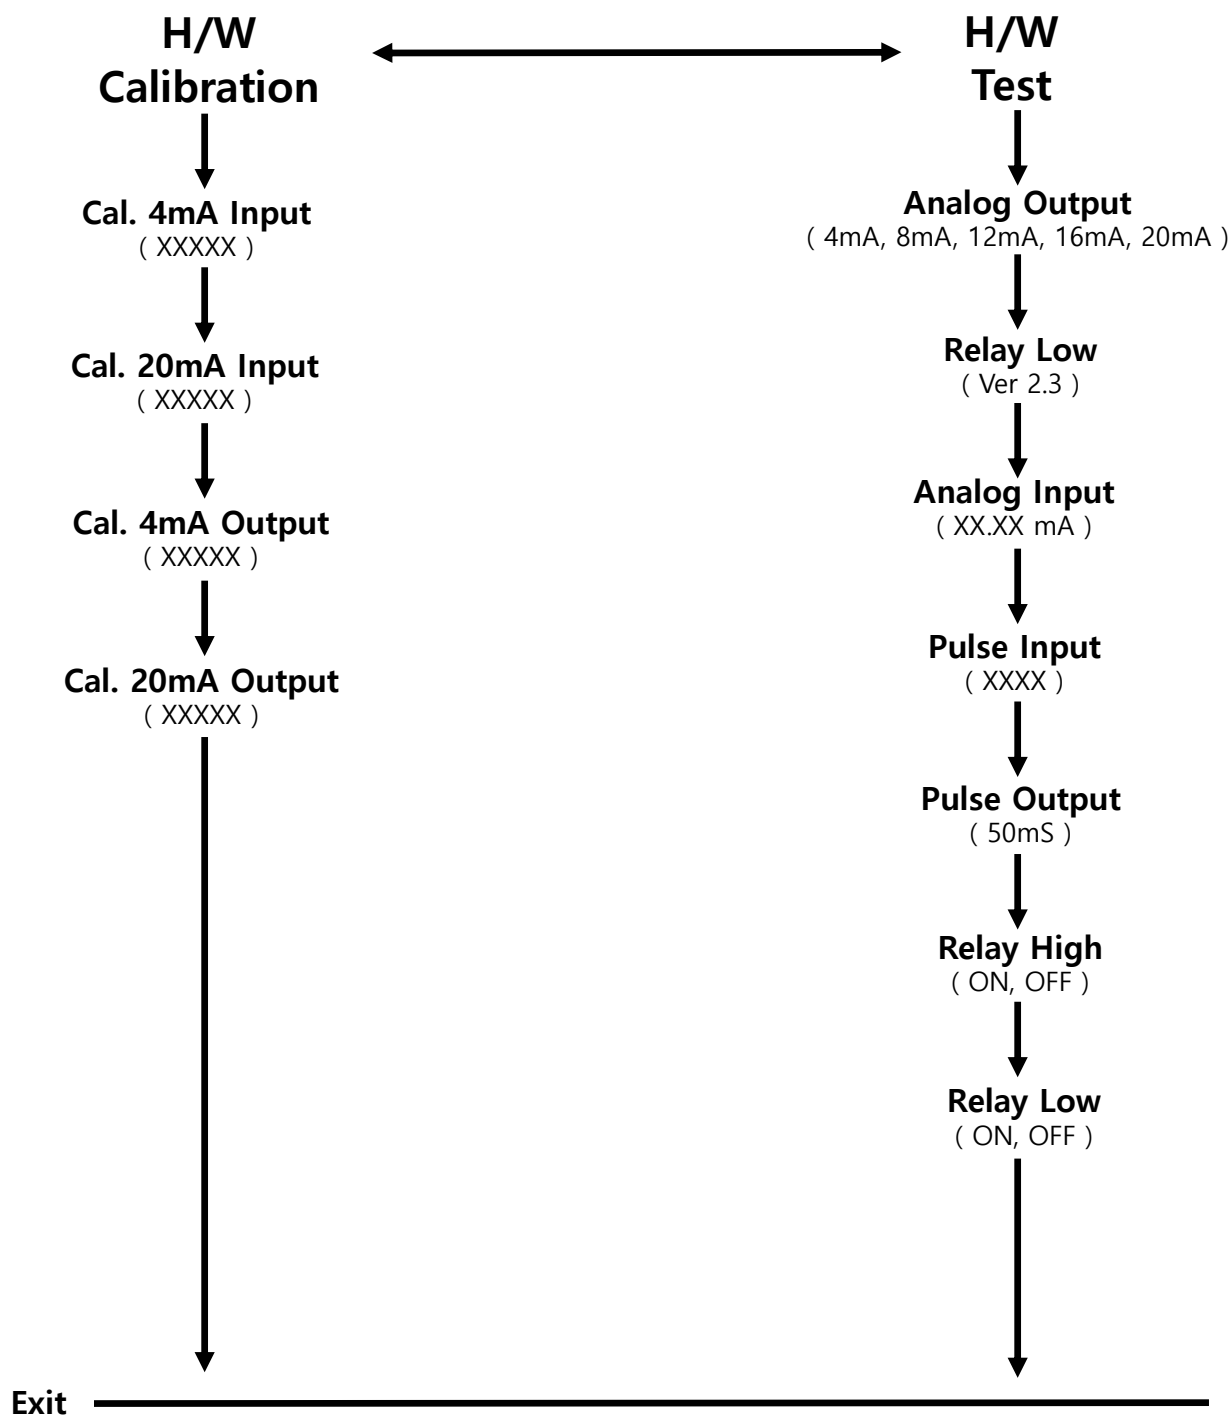 H/W
Calibration
Cal. 4mA Input
( XXXXX )
Cal. 20mA Input
( XXXXX )
Cal. 4mA Output
( XXXXX )
Cal. 20mA Output
( XXXXX )
H/W
Test
Analog Output
( 4mA, 8mA, 12mA, 16mA, 20mA )
Relay Low
( Ver 2.3 )
Analog Input
( XX.XX mA )
Pulse Input
( XXXX )
Pulse Output
( 50mS )
Relay High
( ON, OFF )
Relay Low
( ON, OFF )
Exit